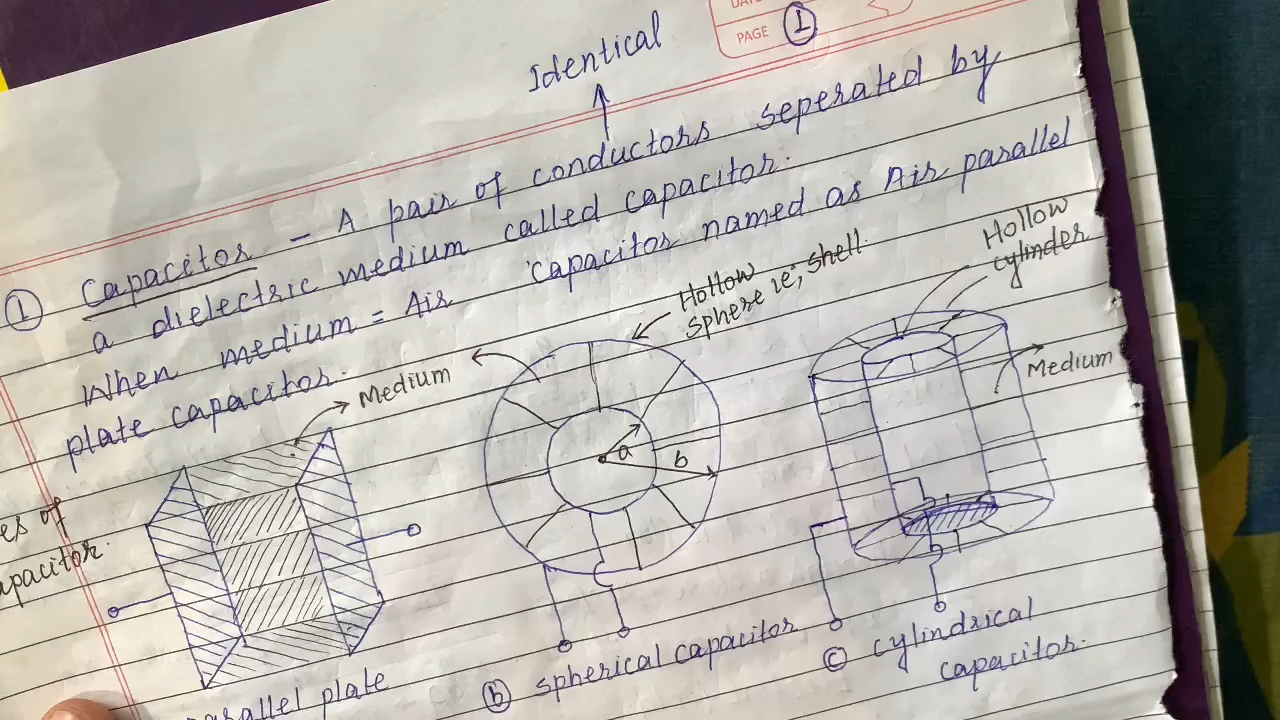 PAGE 1
Identical
① Capacitor - A pair of conductors seperated by
a dielectric medium called capacitor.
When medium = Air capacitor named as Air parallel
plate capacitor.
Medium
Hollow
sphere ie, shell.
Hollow
cylinder
Medium
a
b
es of
apacitor.
arallel plate
ⓑ spherical capacitor
ⓒ cylindrical
capacitor.